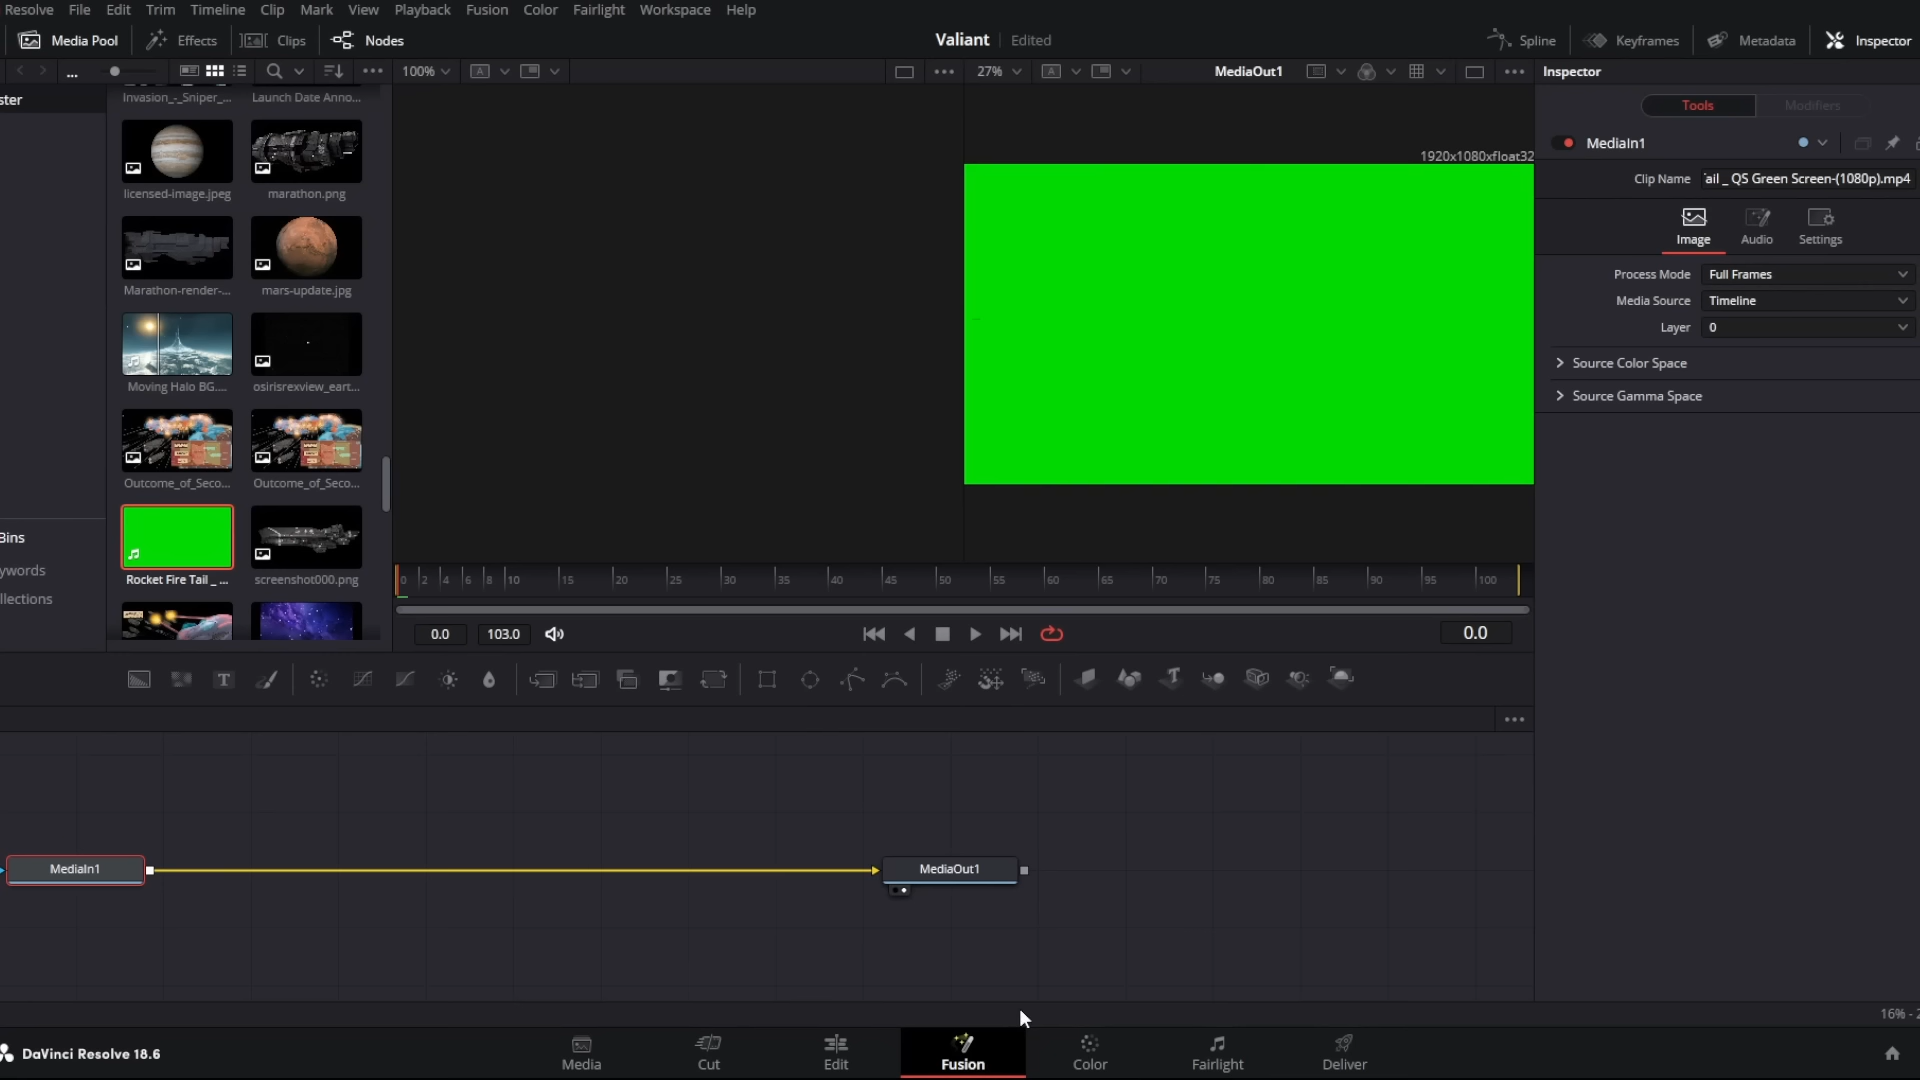 Resolve File Edit Trim Timeline Clip Mark View Playback Fusion Color Fairlight Workspace Help
Media Pool Effects Clips Nodes Valiant Edited Spline Keyframes Metadata Inspector
... 100% 27% MediaOut1 Inspector
ster
Invasion_-_Sniper_... Launch Date Anno...
Tools Modifiers
MediaIn1
1920x1080xfloat32
Clip Name ail _ QS Green Screen-(1080p).mp4
licensed-image.jpeg marathon.png
Image Audio Settings
Process Mode Full Frames
Media Source Timeline
Layer 0
Source Color Space
Source Gamma Space
Marathon-render-... mars-update.jpg
Moving Halo BG.... osirisrexview_eart...
Outcome_of_Seco... Outcome_of_Seco...
Bins
ywords
llections
Rocket Fire Tail _ ... screenshot000.png
0 2 4 6 8 10 15 20 25 30 35 40 45 50 55 60 65 70 75 80 85 90 95 100
0.0 103.0 0.0
T T
MediaIn1 MediaOut1
16% - 2
DaVinci Resolve 18.6
Media Cut Edit Fusion Color Fairlight Deliver